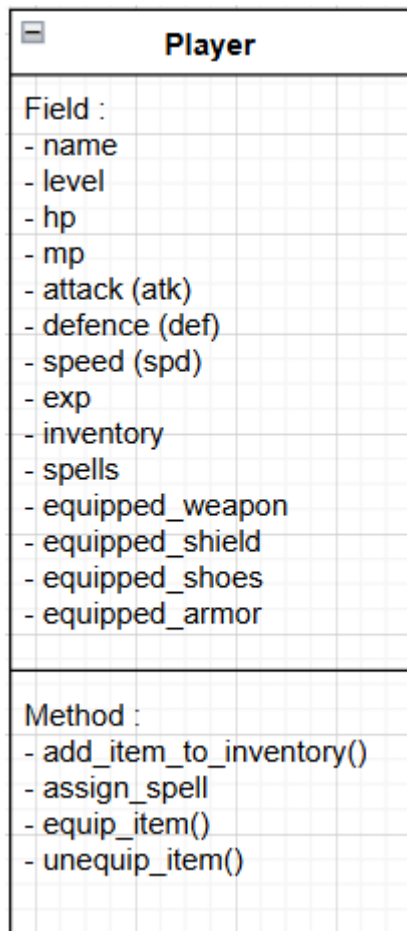 Player
Field :
- name
- level
- hp
- mp
- attack (atk)
- defence (def)
- speed (spd)
- exp
- inventory
- spells
- equipped_weapon
- equipped_shield
- equipped_shoes
- equipped_armor
Method :
- add_item_to_inventory()
- assign_spell
- equip_item()
- unequip_item()